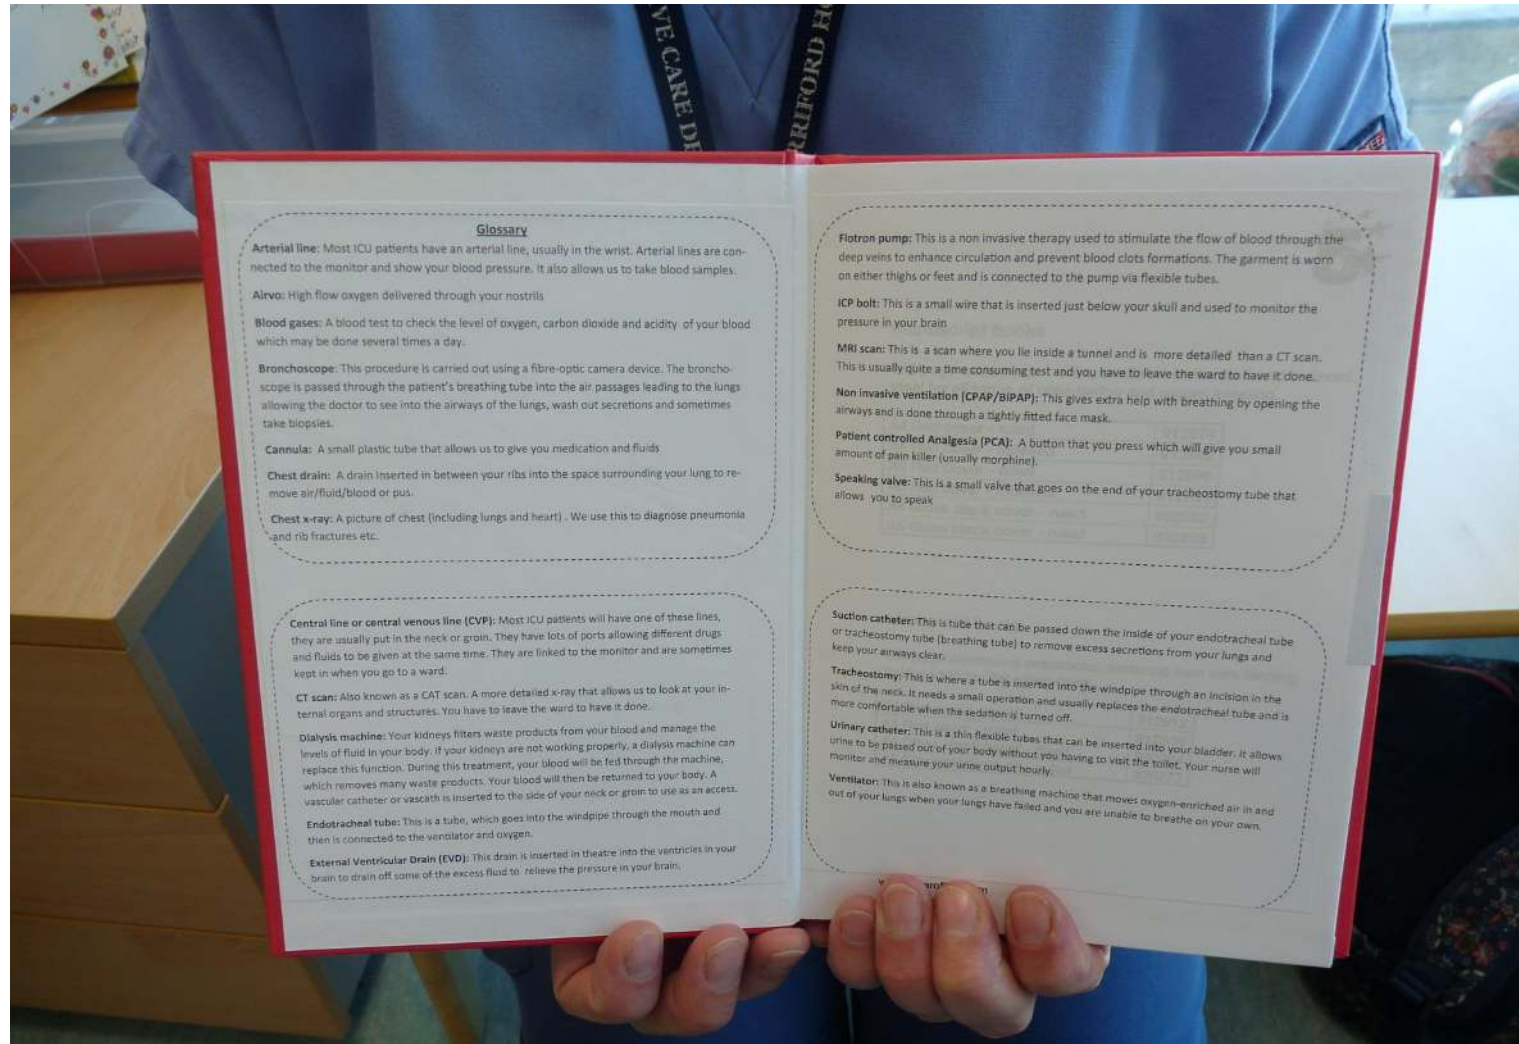 VE CARE DE
RRIFORD HO
Glossary
Arterial line: Most ICU patients have an arterial line, usually in the wrist. Arterial lines are con-
nected to the monitor and show your blood pressure. It also allows us to take blood samples.
Airvo: High flow oxygen delivered through your nostrils
Blood gases: A blood test to check the level of oxygen, carbon dioxide and acidity of your blood
which may be done several times a day.
Bronchoscope: This procedure is carried out using a fibre-optic camera device. The broncho-
scope is passed through the patient's breathing tube into the air passages leading to the lungs
allowing the doctor to see into the airways of the lungs, wash out secretions and sometimes
take biopsies.
Cannula: A small plastic tube that allows us to give you medication and fluids
Chest drain: A drain inserted in between your ribs into the space surrounding your lung to re-
move air/fluid/blood or pus.
Chest x-ray: A picture of chest (including lungs and heart) . We use this to diagnose pneumonia
and rib fractures etc.
Central line or central venous line (CVP): Most ICU patients will have one of these lines,
they are usually put in the neck or groin. They have lots of ports allowing different drugs
and fluids to be given at the same time. They are linked to the monitor and are sometimes
kept in when you go to a ward.
CT scan: Also known as a CAT scan. A more detailed x-ray that allows us to look at your in-
ternal organs and structures. You have to leave the ward to have it done.
Dialysis machine: Your kidneys filters waste products from your blood and manage the
levels of fluid in your body. If your kidneys are not working properly, a dialysis machine can
replace this function. During this treatment, your blood will be fed through the machine,
which removes many waste products. Your blood will then be returned to your body. A
vascular catheter or vascath is inserted to the side of your neck or groin to use as an access.
Endotracheal tube: This is a tube, which goes into the windpipe through the mouth and
then is connected to the ventilator and oxygen.
External Ventricular Drain (EVD): This drain is inserted in theatre into the ventricles in your
brain to drain off some of the excess fluid to relieve the pressure in your brain.
Flotron pump: This is a non invasive therapy used to stimulate the flow of blood through the
deep veins to enhance circulation and prevent blood clots formations. The garment is worn
on either thighs or feet and is connected to the pump via flexible tubes.
ICP bolt: This is a small wire that is inserted just below your skull and used to monitor the
pressure in your brain
MRI scan: This is a scan where you lie inside a tunnel and is more detailed than a CT scan.
This is usually quite a time consuming test and you have to leave the ward to have it done.
Non invasive ventilation (CPAP/BiPAP): This gives extra help with breathing by opening the
airways and is done through a tightly fitted face mask.
Patient controlled Analgesia (PCA): A button that you press which will give you small
amount of pain killer (usually morphine).
Speaking valve: This is a small valve that goes on the end of your tracheostomy tube that
allows you to speak
Suction catheter: This is tube that can be passed down the inside of your endotracheal tube
or tracheostomy tube (breathing tube) to remove excess secretions from your lungs and
keep your airways clear.
Tracheostomy: This is where a tube is inserted into the windpipe through an incision in the
skin of the neck. It needs a small operation and usually replaces the endotracheal tube and is
more comfortable when the sedation is turned off.
Urinary catheter: This is a thin flexible tubes that can be inserted into your bladder. It allows
urine to be passed out of your body without you having to visit the toilet. Your nurse will
monitor and measure your urine output hourly.
Ventilator: This is also known as a breathing machine that moves oxygen-enriched air in and
out of your lungs when your lungs have failed and you are unable to breathe on your own.